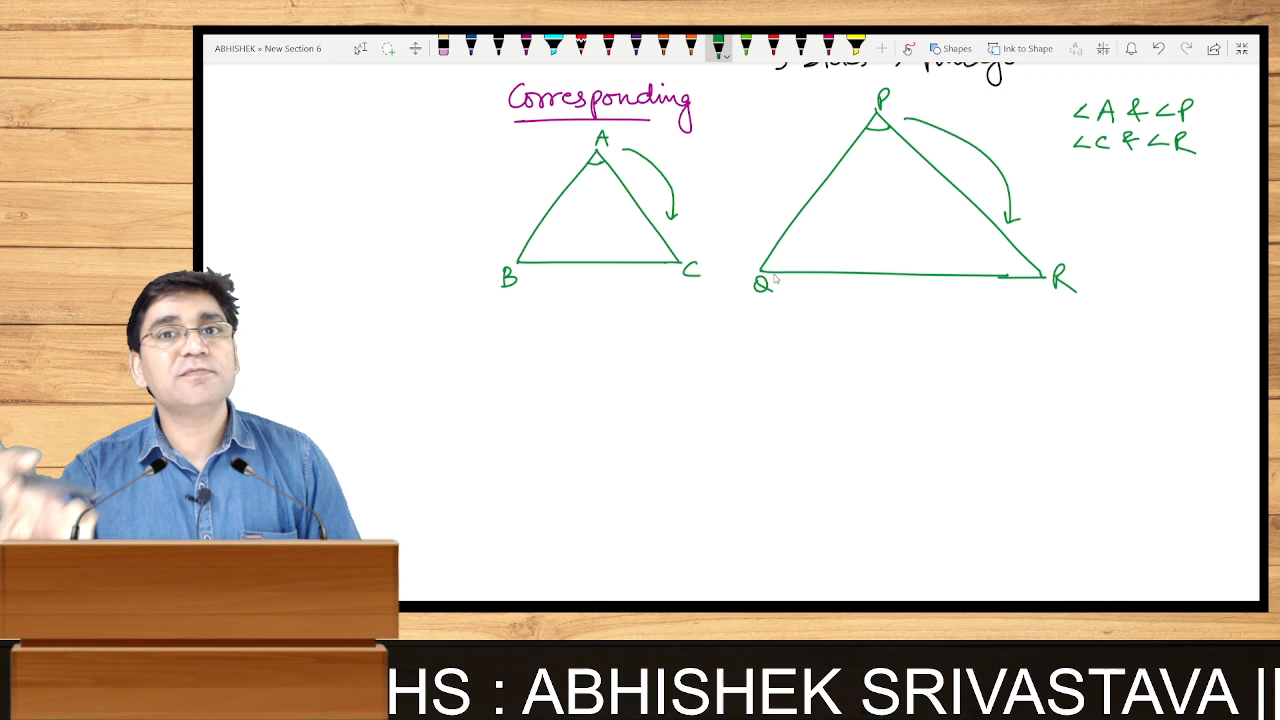 ABHISHEK » New Section 6
Shapes
Ink to Shape
Corresponding
A
B
C
P
Q
R
∠A & ∠P
∠C & ∠R
HS : ABHISHEK SRIVASTAVA ||